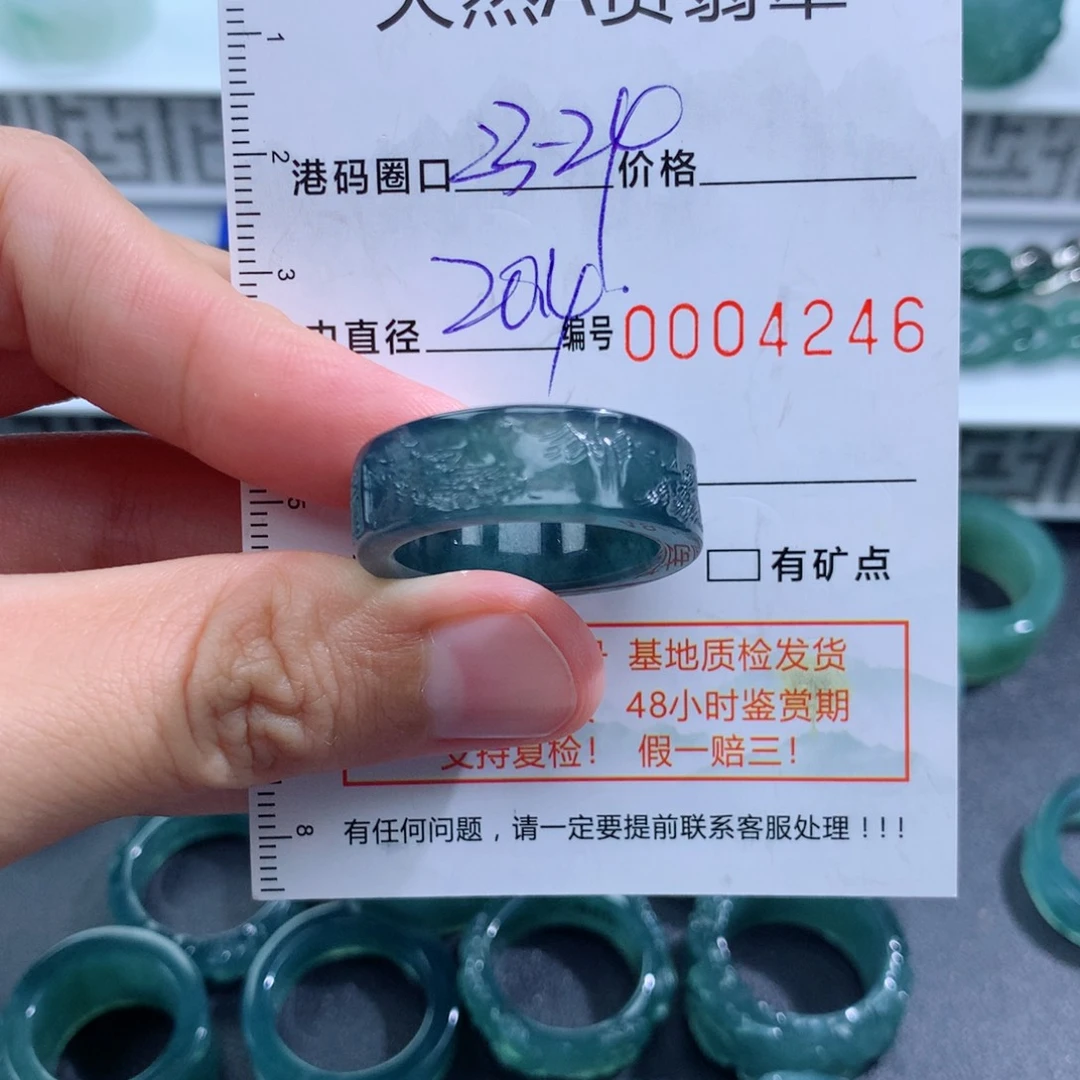 天然A货翡翠
1
2
港码圈口 23-24 价格
3
内直径 20.4 编号 0004246
5
有矿点
基地质检发货
48小时鉴赏期
支持复检! 假一赔三!
8
有任何问题，请一定要提前联系客服处理!!!